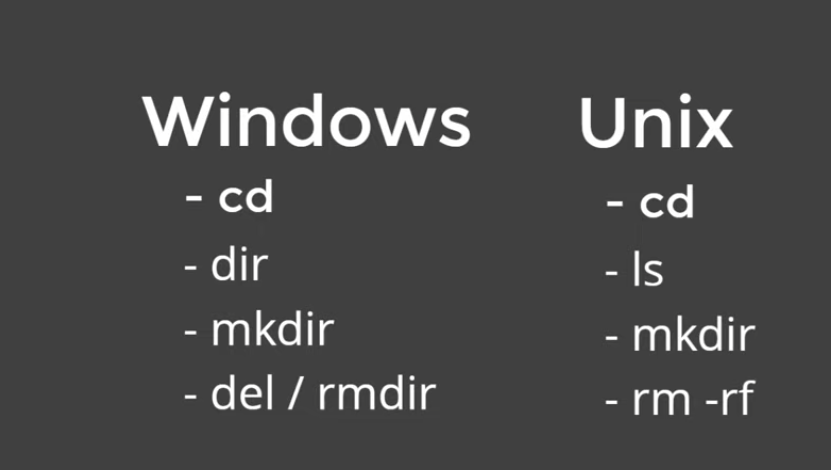 Windows
- cd
- dir
- mkdir
- del / rmdir
Unix
- cd
- ls
- mkdir
- rm -rf